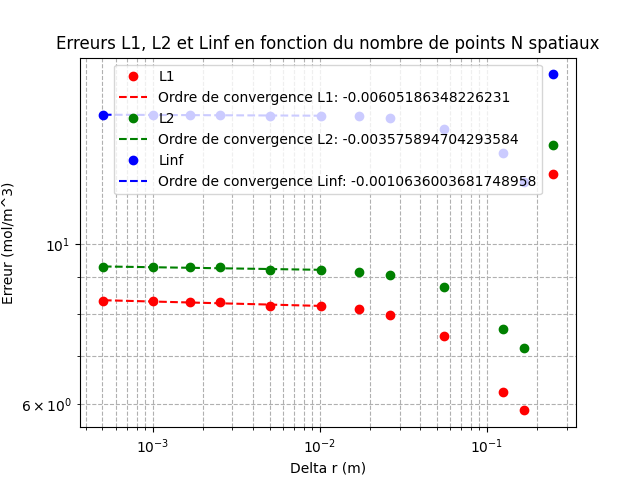 Erreurs L1, L2 et Linf en fonction du nombre de points N spatiaux
L1
Ordre de convergence L1: -0.00605186348226231
L2
Ordre de convergence L2: -0.003575894704293584
Linf
Ordre de convergence Linf: -0.0010636003681748958
Erreur (mol/m^3)
10¹
6 × 10⁰
10⁻³
10⁻²
10⁻¹
Delta r (m)